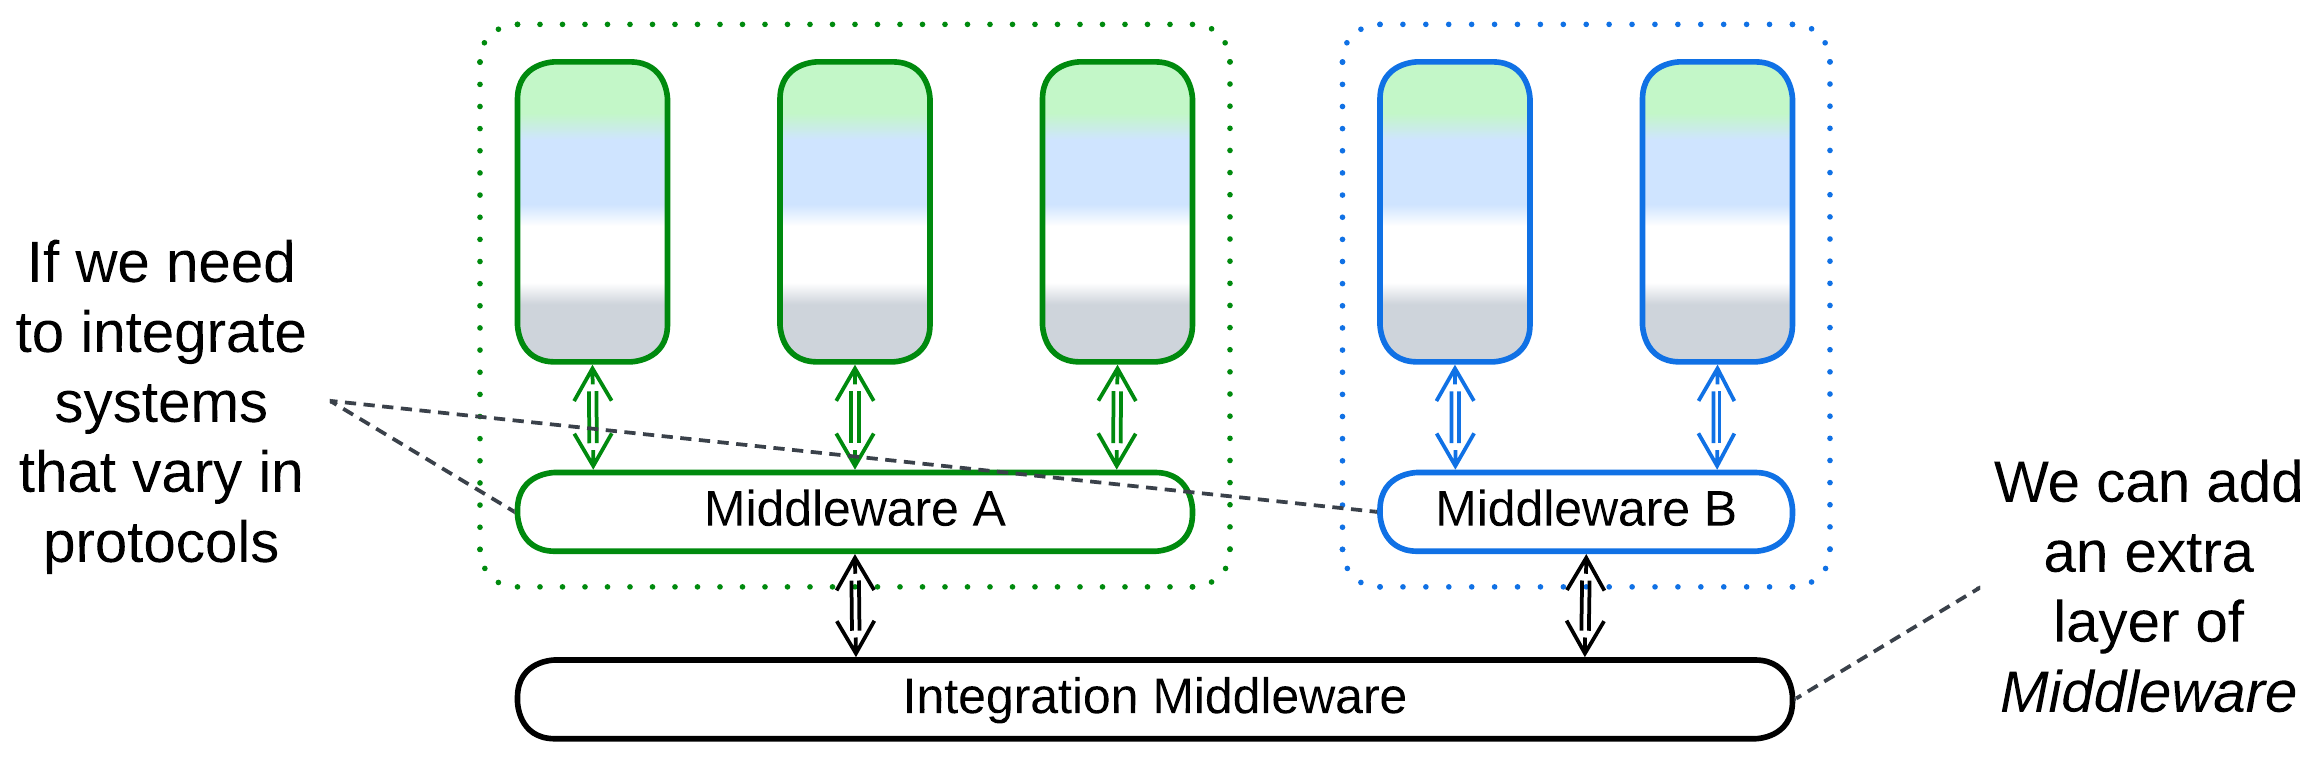 If we need
to integrate
systems
that vary in
protocols
Middleware A
Middleware B
Integration Middleware
We can add
an extra
layer of
Middleware